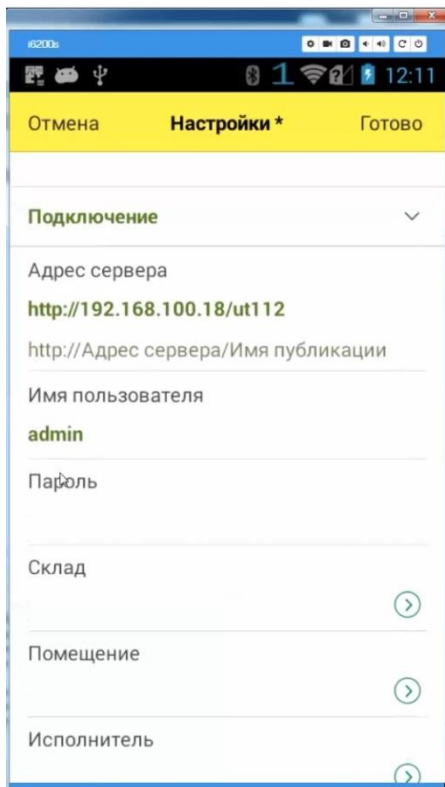 i6200s
1 12:11
Отмена Настройки * Готово
Подключение
Адрес сервера
http://192.168.100.18/ut112
http://Адрес сервера/Имя публикации
Имя пользователя
admin
Пароль
Склад
Помещение
Исполнитель